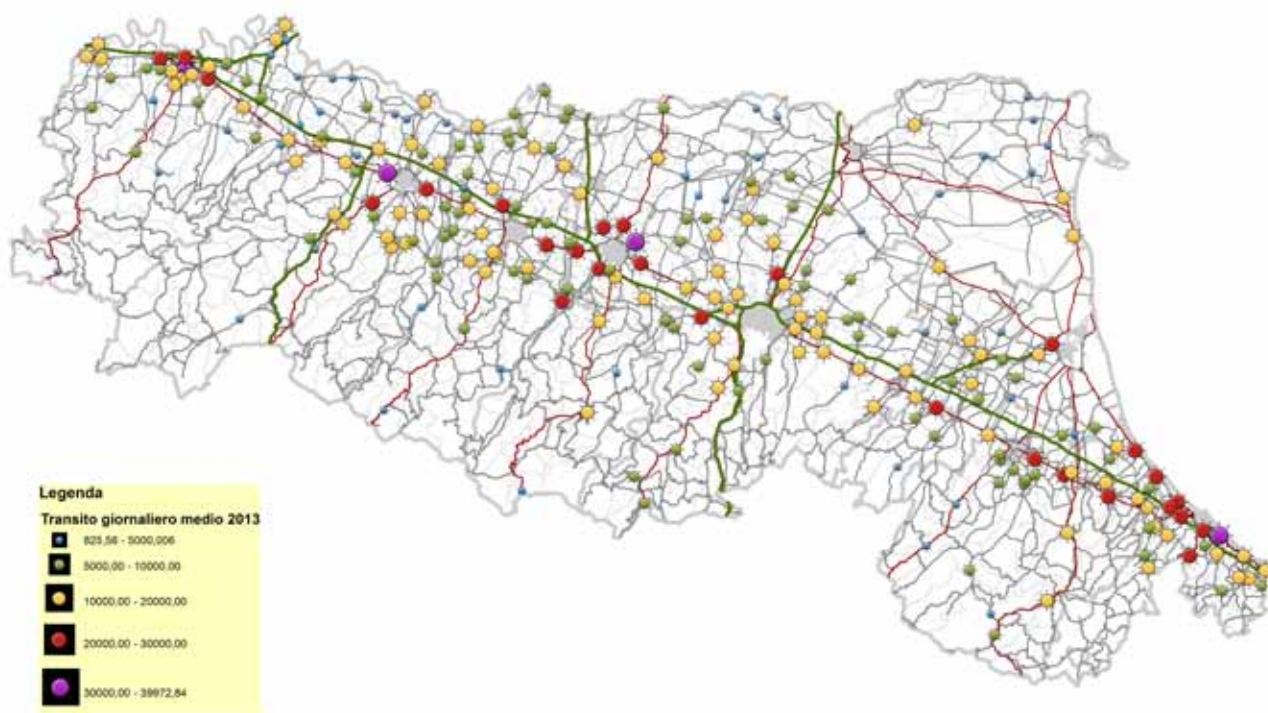 Legenda
Transito giornaliero medio 2013
825,56 - 5000,006
5000,00 - 10000,00
10000,00 - 20000,00
20000,00 - 30000,00
30000,00 - 39972,84